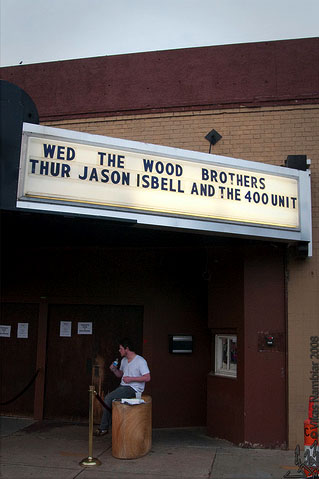 WED THE WOOD BROTHERS
THUR JASON ISBELL AND THE 400 UNIT